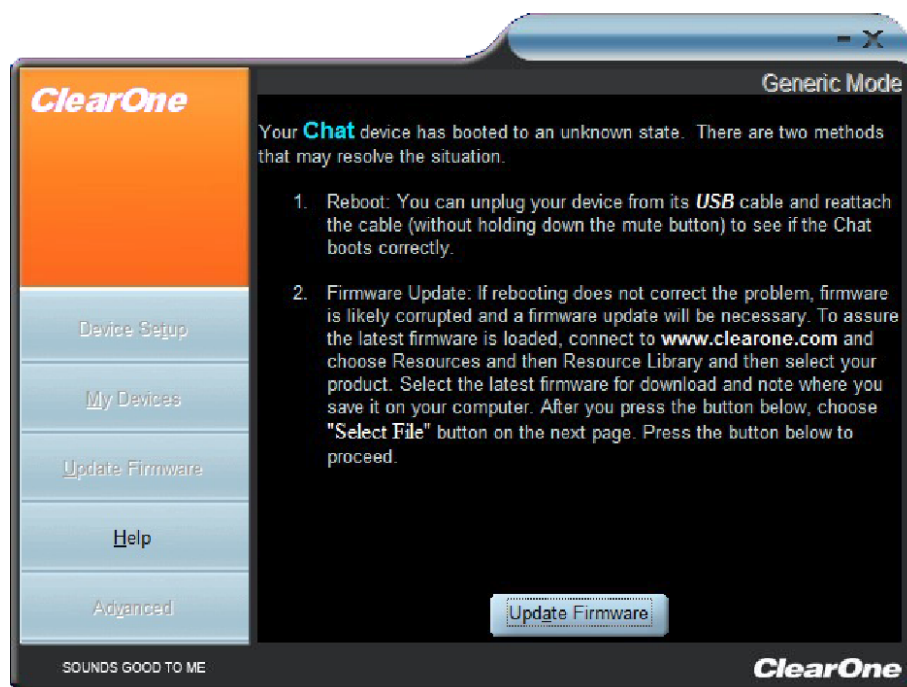 - X
Generic Mode
ClearOne
Your Chat device has booted to an unknown state.  There are two methods
that may resolve the situation.
1. Reboot: You can unplug your device from its USB cable and reattach
the cable (without holding down the mute button) to see if the Chat
boots correctly.
2. Firmware Update: If rebooting does not correct the problem, firmware
is likely corrupted and a firmware update will be necessary. To assure
the latest firmware is loaded, connect to www.clearone.com and
choose Resources and then Resource Library and then select your
product. Select the latest firmware for download and note where you
save it on your computer. After you press the button below, choose
"Select File" button on the next page. Press the button below to
proceed.
Device Setup
My Devices
Update Firmware
Help
Advanced
Update Firmware
SOUNDS GOOD TO ME
ClearOne